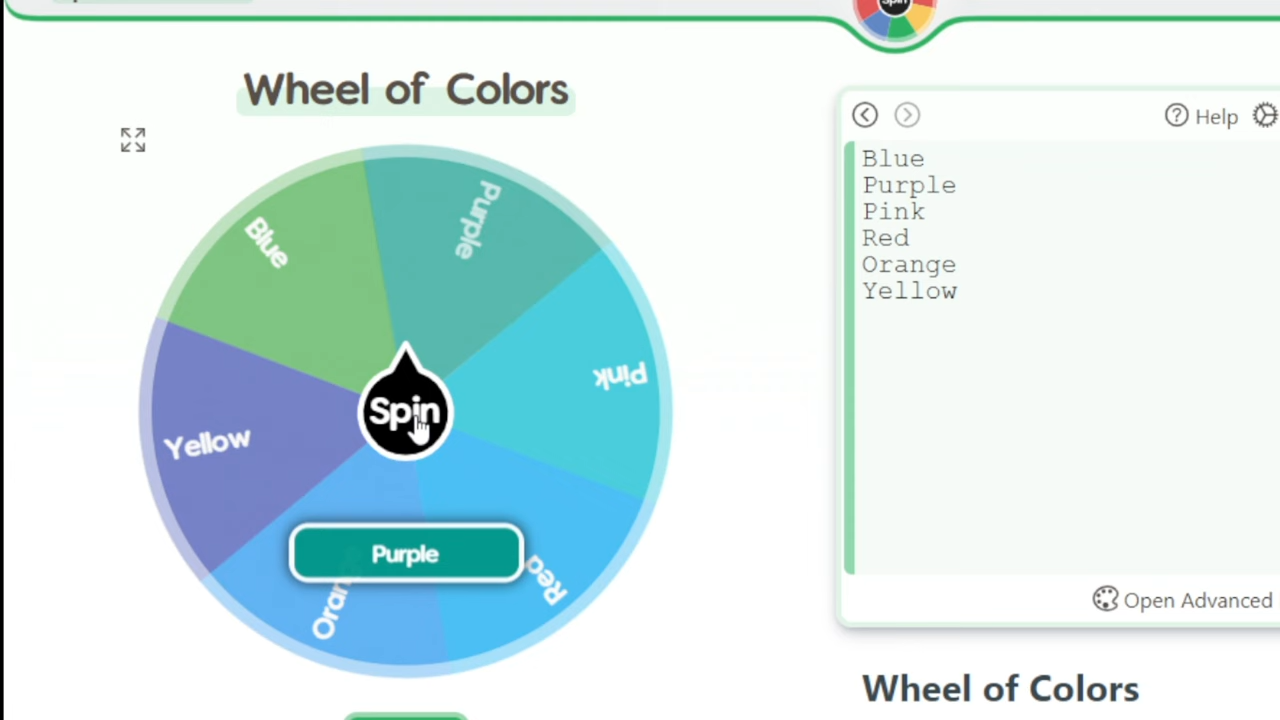 Spin
Wheel of Colors
Help
Blue
Purple
Pink
Red
Orange
Yellow
Blue
Purple
Pink
Yellow
Spin
Purple
Red
Open Advanced
Wheel of Colors